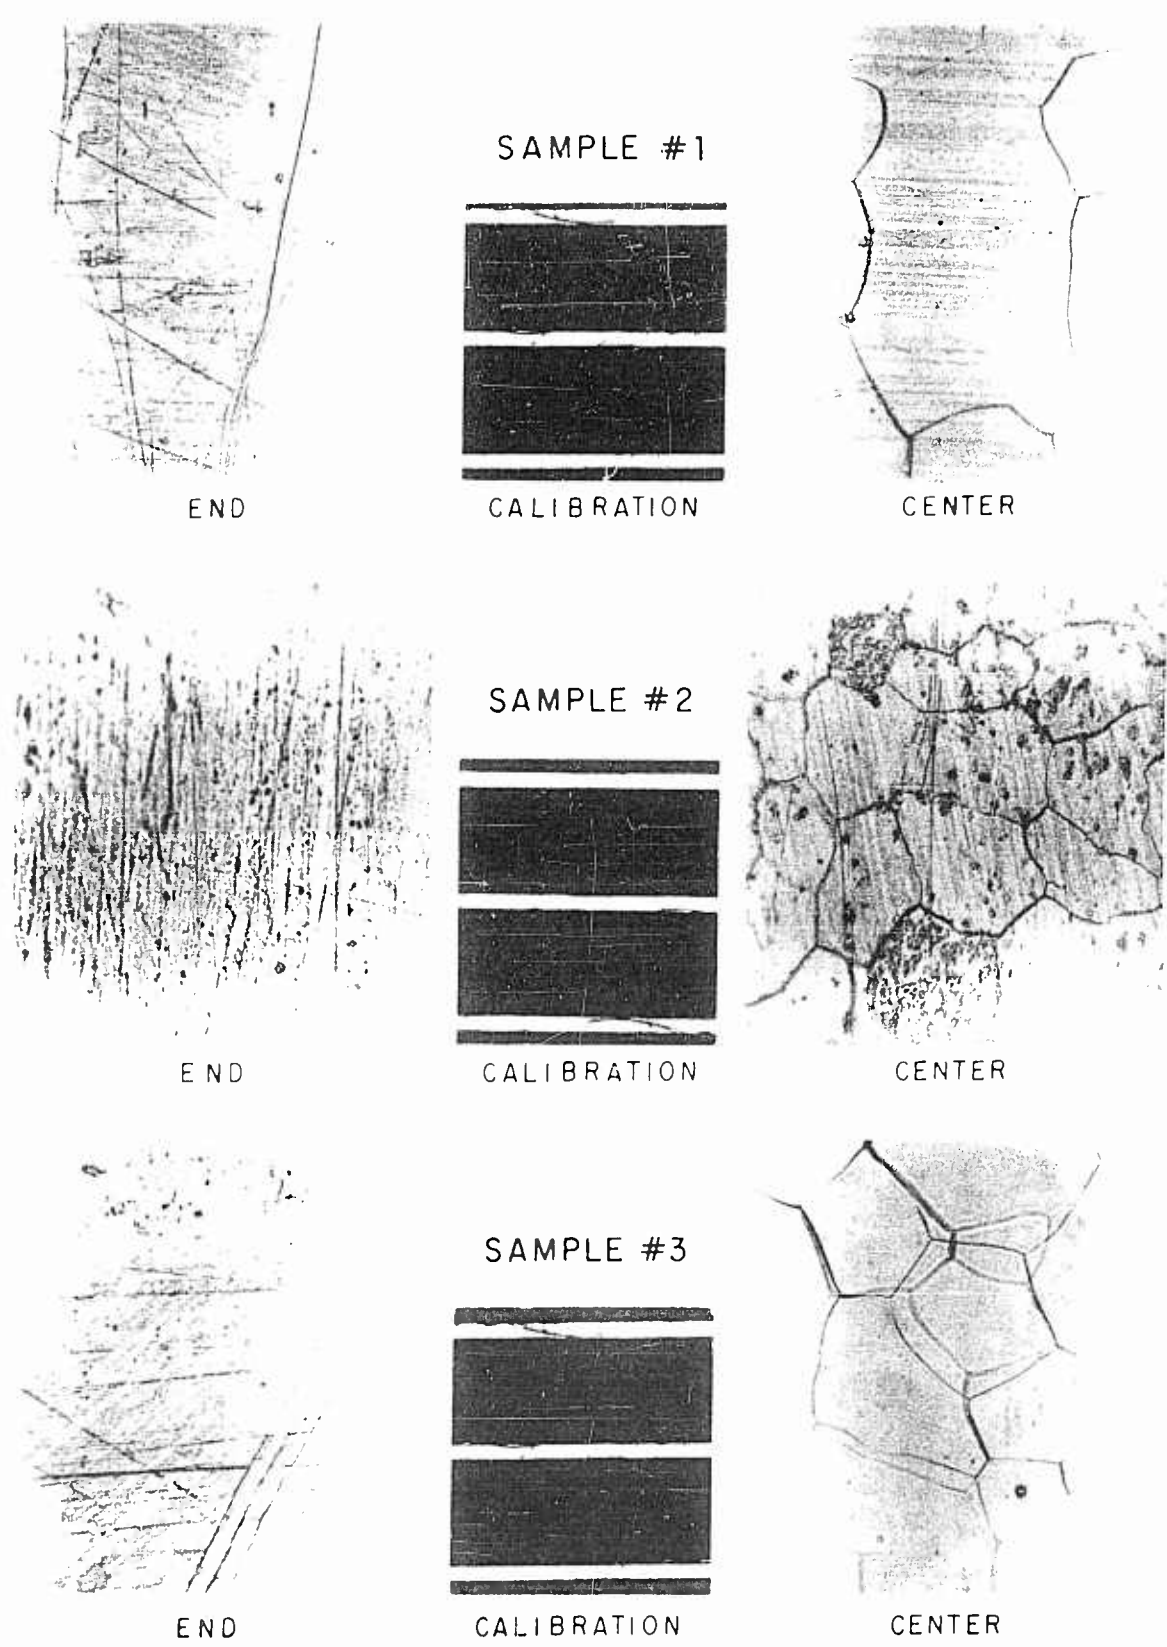 SAMPLE #1
END
CALIBRATION
CENTER
SAMPLE #2
END
CALIBRATION
CENTER
SAMPLE #3
END
CALIBRATION
CENTER